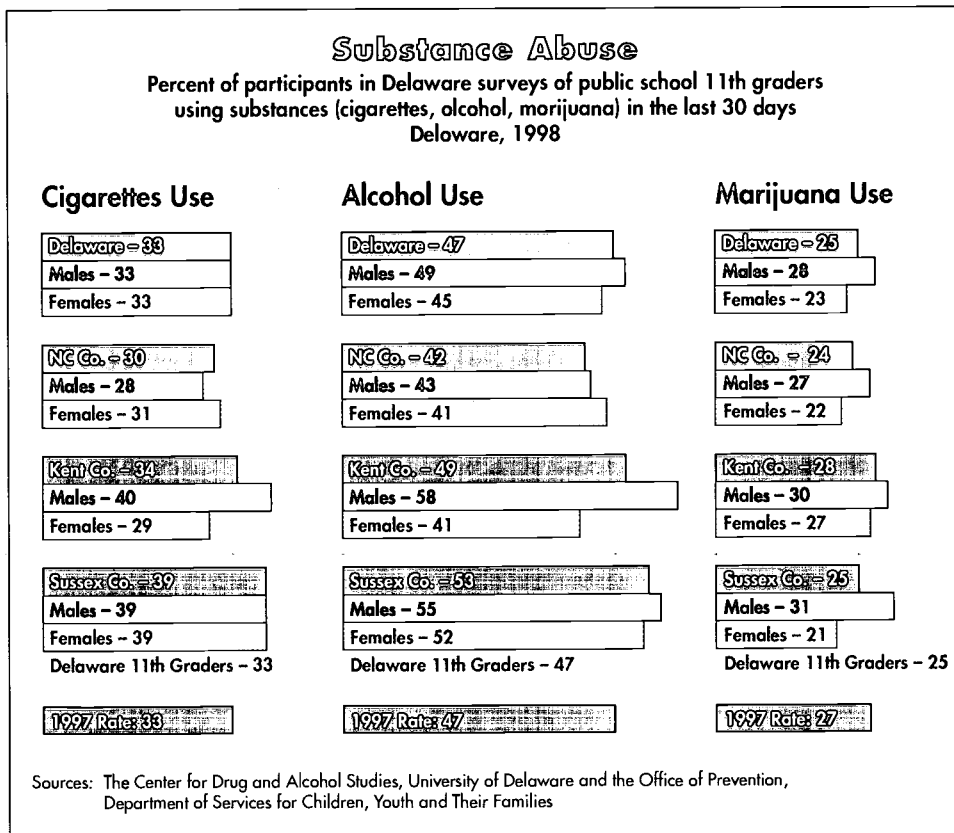 Substance Abuse
Percent of participants in Delaware surveys of public school 11th graders
using substances (cigarettes, alcohol, morijuana) in the last 30 days
Deloware, 1998
Cigarettes Use
Delaware – 33
Males – 33
Females – 33
NC Co. – 30
Males – 28
Females – 31
Kent Co. – 34
Males – 40
Females – 29
Sussex Co. – 39
Males – 39
Females – 39
Delaware 11th Graders – 33
1997 Rate: 33
Alcohol Use
Delaware – 47
Males – 49
Females – 45
NC Co. – 42
Males – 43
Females – 41
Kent Co. – 49
Males – 58
Females – 41
Sussex Co. – 53
Males – 55
Females – 52
Delaware 11th Graders – 47
1997 Rate: 47
Marijuana Use
Delaware – 25
Males – 28
Females – 23
NC Co. – 24
Males – 27
Females – 22
Kent Co. – 28
Males – 30
Females – 27
Sussex Co. – 25
Males – 31
Females – 21
Delaware 11th Graders – 25
1997 Rate: 27
Sources: The Center for Drug and Alcohol Studies, University of Delaware and the Office of Prevention,
Department of Services for Children, Youth and Their Families